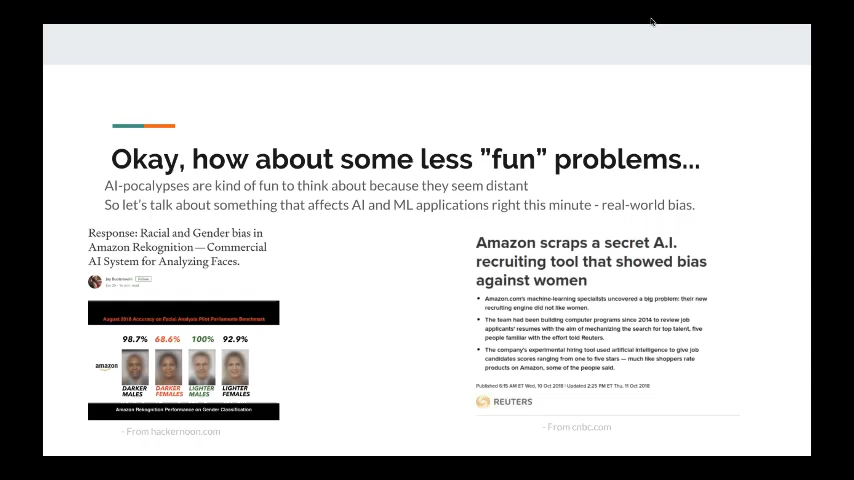 Okay, how about some less ”fun” problems...
AI-pocalypses are kind of fun to think about because they seem distant
So let’s talk about something that affects AI and ML applications right this minute - real-world bias.
Response: Racial and Gender bias in
Amazon Rekognition — Commercial
AI System for Analyzing Faces.
August 2018 Accuracy on Facial Analysis Pilot Parliaments Benchmark
98.7% 68.6% 100% 92.9%
amazon
DARKER MALES
DARKER FEMALES
LIGHTER MALES
LIGHTER FEMALES
Amazon Rekognition Performance on Gender Classification
- From hackernoon.com
Amazon scraps a secret A.I.
recruiting tool that showed bias
against women
• Amazon.com's machine-learning specialists uncovered a big problem: their new
recruiting engine did not like women.
• The team had been building computer programs since 2014 to review job
applicants' resumes with the aim of mechanizing the search for top talent, five
people familiar with the effort told Reuters.
• The company's experimental hiring tool used artificial intelligence to give job
candidates scores ranging from one to five stars — much like shoppers rate
products on Amazon, some of the people said.
Published 6:15 AM ET Wed, 10 Oct 2018 | Updated 2:25 PM ET Thu, 11 Oct 2018
REUTERS
- From cnbc.com